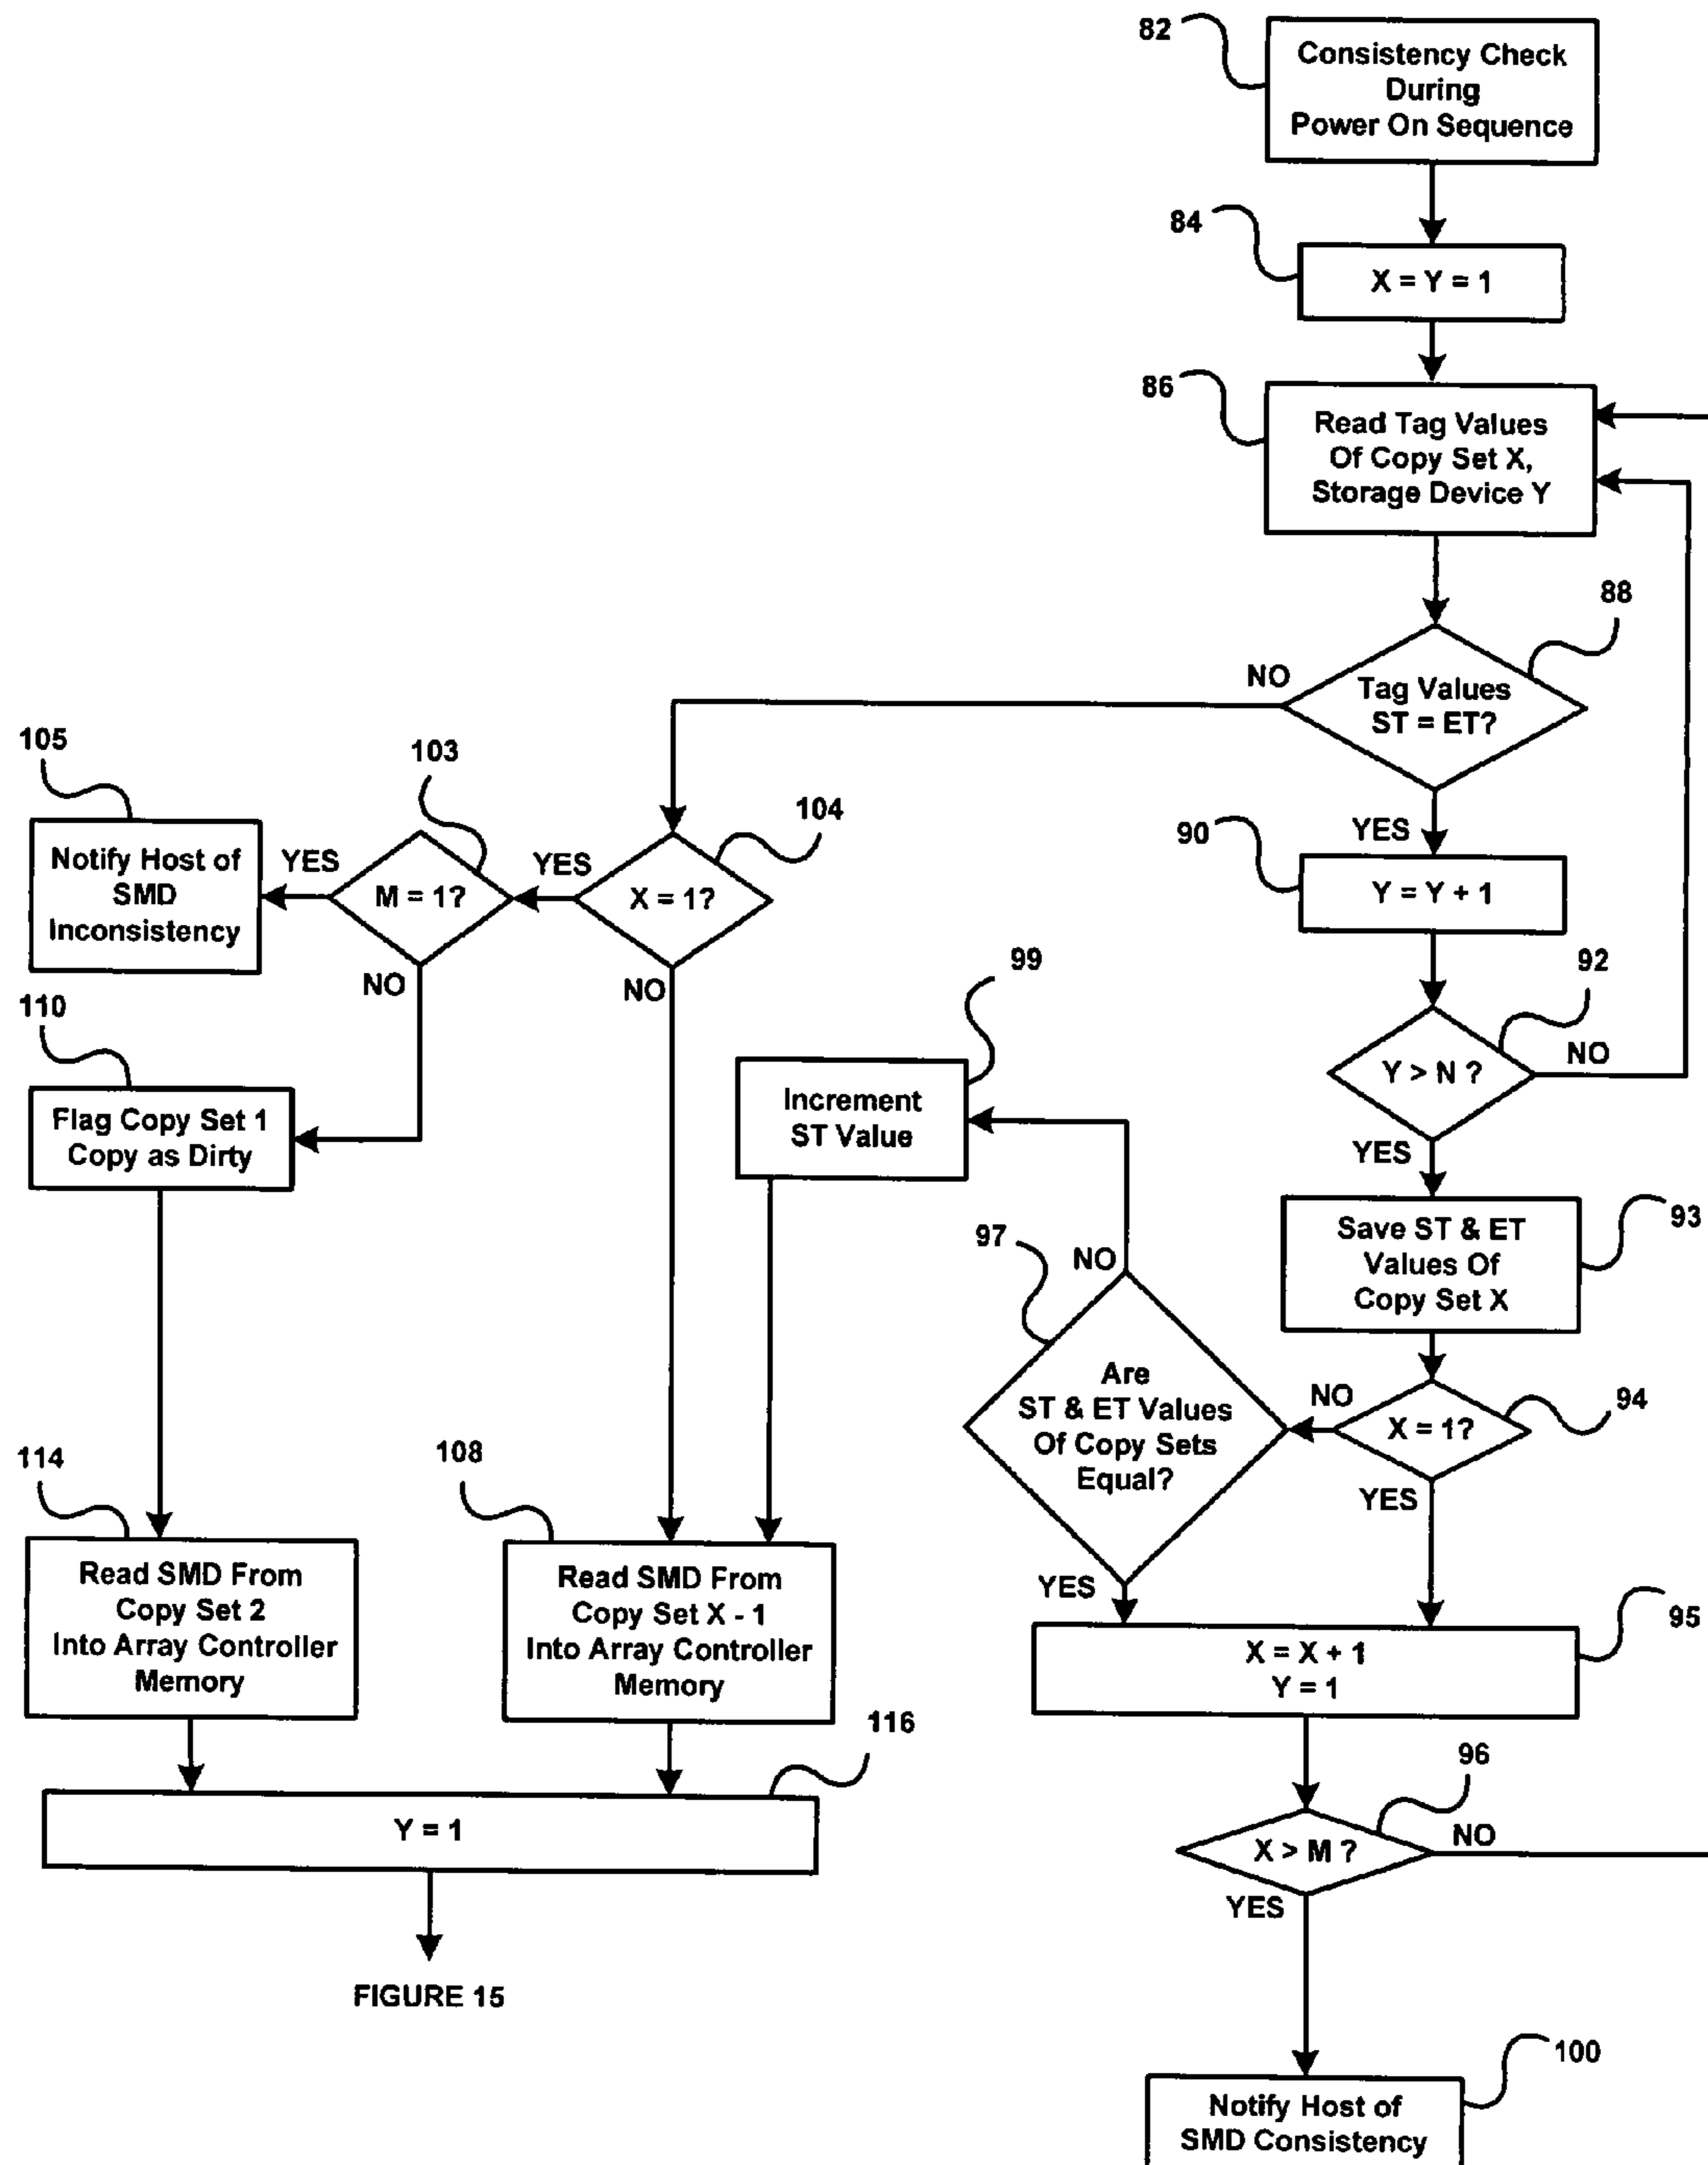 82
Consistency Check
During
Power On Sequence
84
X = Y = 1
86
Read Tag Values
Of Copy Set X,
Storage Device Y
88
NO
Tag Values
ST = ET?
YES
90
Y = Y + 1
92
Y > N ?
NO
YES
93
Save ST & ET
Values Of
Copy Set X
94
X = 1?
NO
YES
97
Are
ST & ET Values
Of Copy Sets
Equal?
NO
YES
99
Increment
ST Value
95
X = X + 1
Y = 1
96
X > M ?
NO
YES
100
Notify Host of
SMD Consistency
104
X = 1?
YES
NO
103
M = 1?
YES
NO
105
Notify Host of
SMD
Inconsistency
110
Flag Copy Set 1
Copy as Dirty
114
Read SMD From
Copy Set 2
Into Array Controller
Memory
108
Read SMD From
Copy Set X - 1
Into Array Controller
Memory
116
Y = 1
FIGURE 15